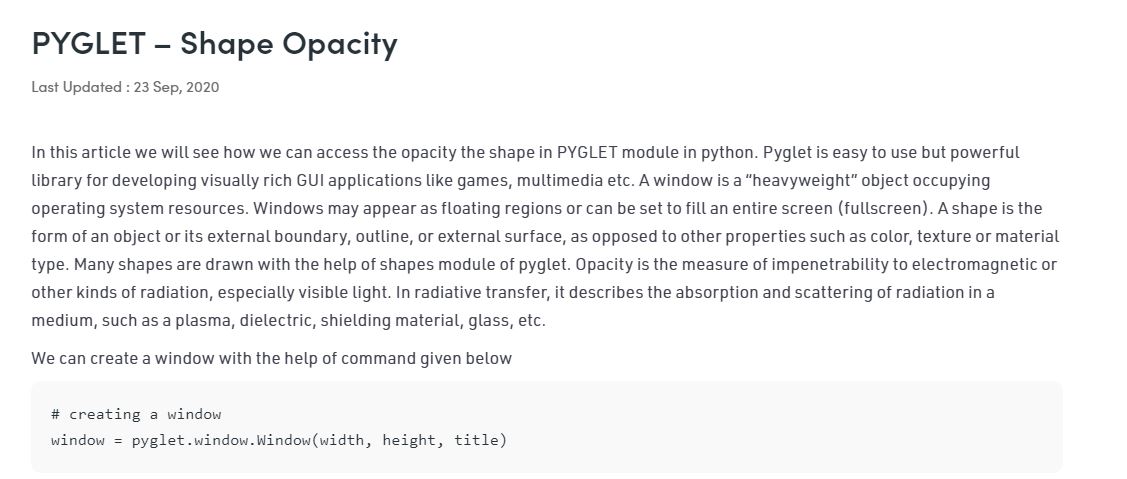 PYGLET – Shape Opacity
Last Updated : 23 Sep, 2020
In this article we will see how we can access the opacity the shape in PYGLET module in python. Pyglet is easy to use but powerful
library for developing visually rich GUI applications like games, multimedia etc. A window is a “heavyweight” object occupying
operating system resources. Windows may appear as floating regions or can be set to fill an entire screen (fullscreen). A shape is the
form of an object or its external boundary, outline, or external surface, as opposed to other properties such as color, texture or material
type. Many shapes are drawn with the help of shapes module of pyglet. Opacity is the measure of impenetrability to electromagnetic or
other kinds of radiation, especially visible light. In radiative transfer, it describes the absorption and scattering of radiation in a
medium, such as a plasma, dielectric, shielding material, glass, etc.
We can create a window with the help of command given below
# creating a window
window = pyglet.window.Window(width, height, title)